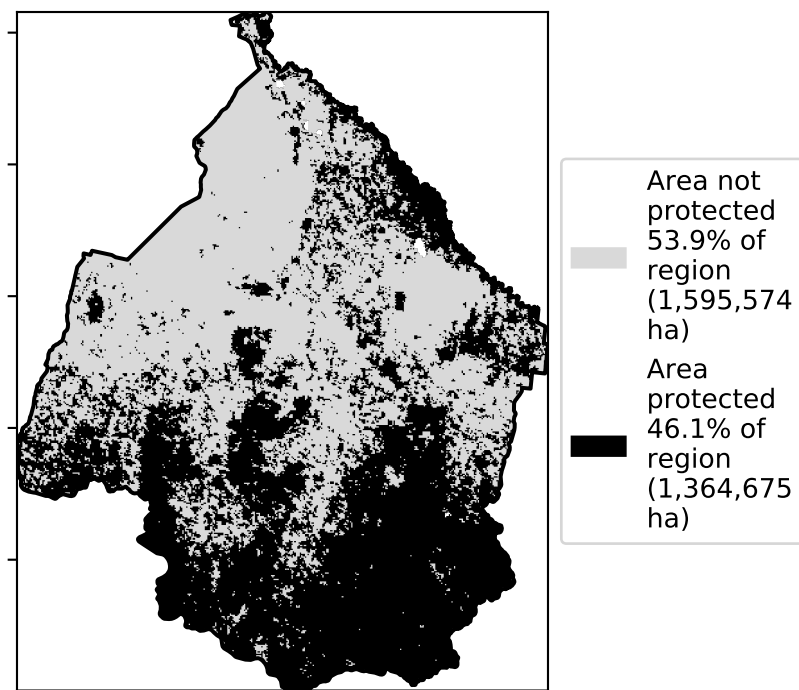 Area not
protected
53.9% of
region
(1,595,574
ha)
Area
protected
46.1% of
region
(1,364,675
ha)